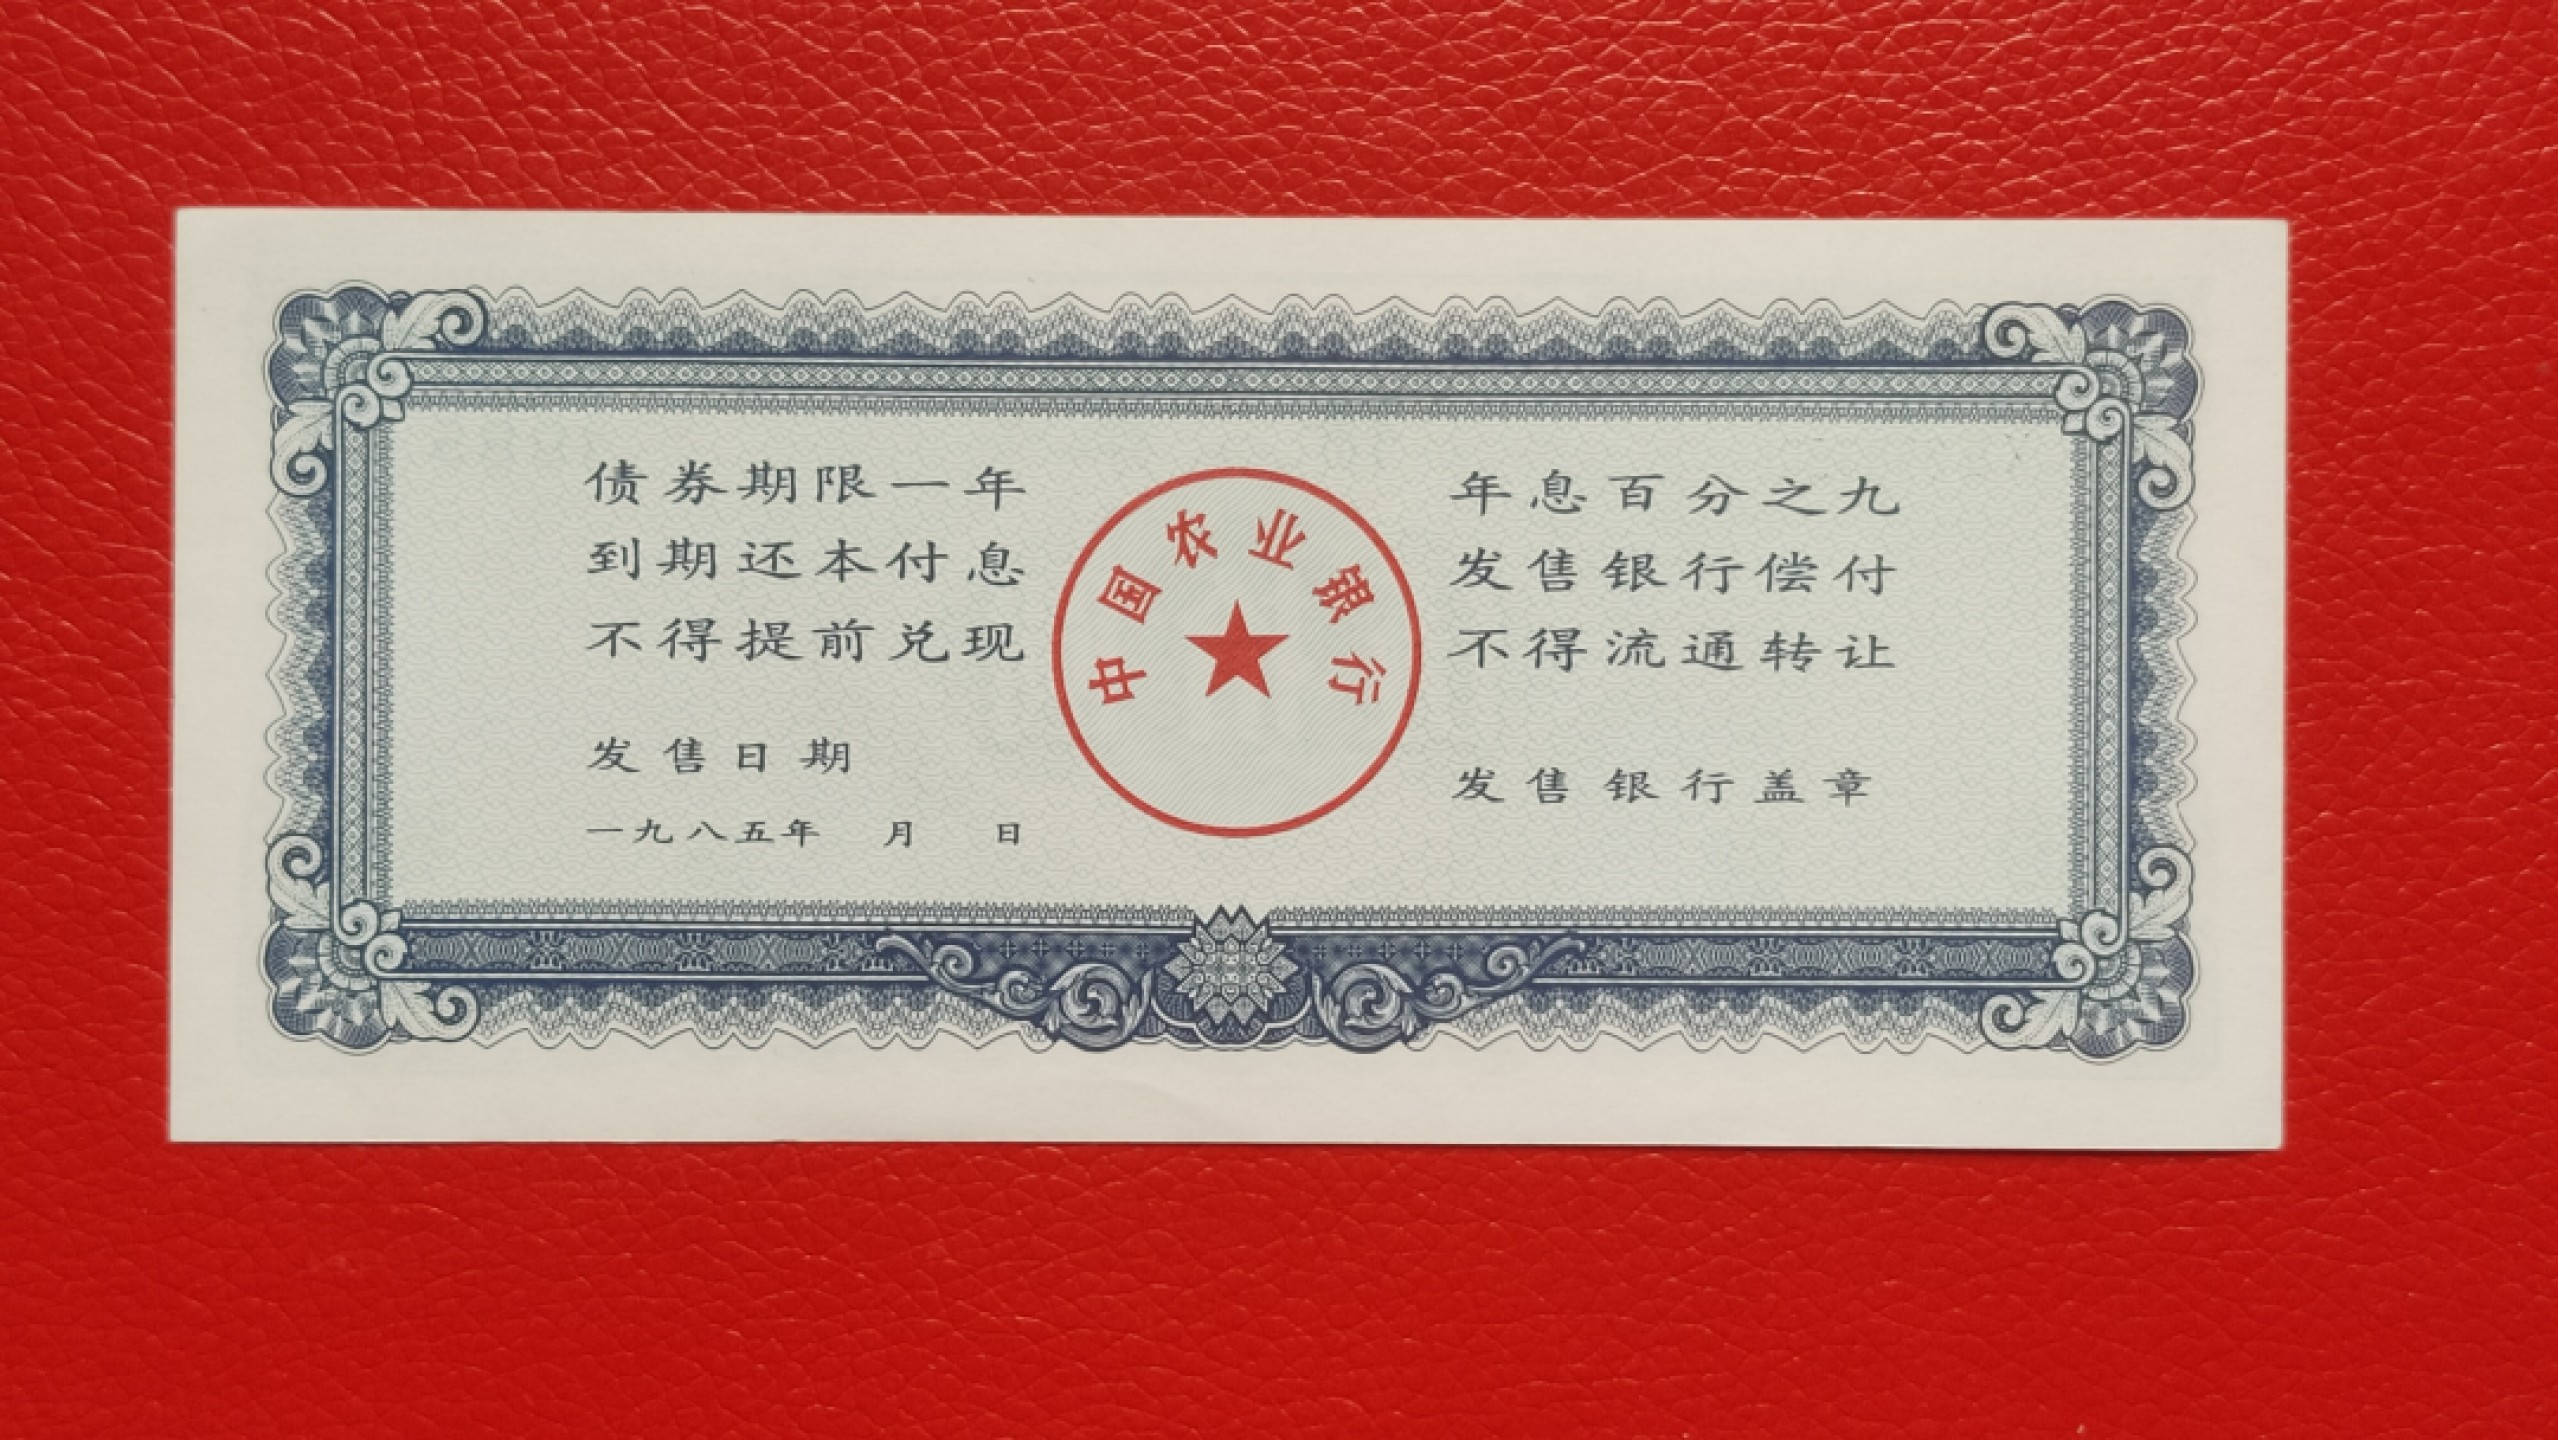 债券期限一年
到期还本付息
不得提前兑现
发售日期
一九八五年 月 日
中国农业银行
年息百分之九
发售银行偿付
不得流通转让
发售银行盖章